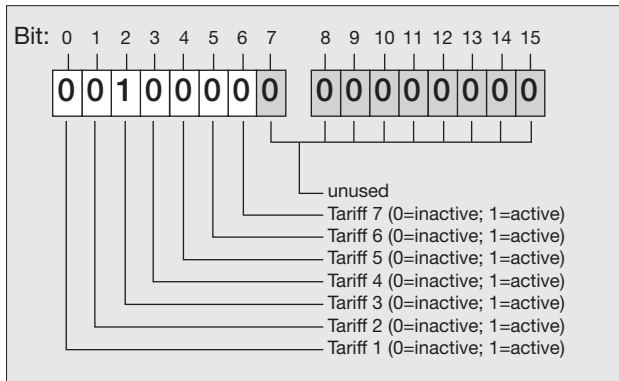 Bit: 0 1 2 3 4 5 6 7 8 9 10 11 12 13 14 15
0 0 1 0 0 0 0 0 0 0 0 0 0 0 0 0
unused
Tariff 7 (0=inactive; 1=active)
Tariff 6 (0=inactive; 1=active)
Tariff 5 (0=inactive; 1=active)
Tariff 4 (0=inactive; 1=active)
Tariff 3 (0=inactive; 1=active)
Tariff 2 (0=inactive; 1=active)
Tariff 1 (0=inactive; 1=active)